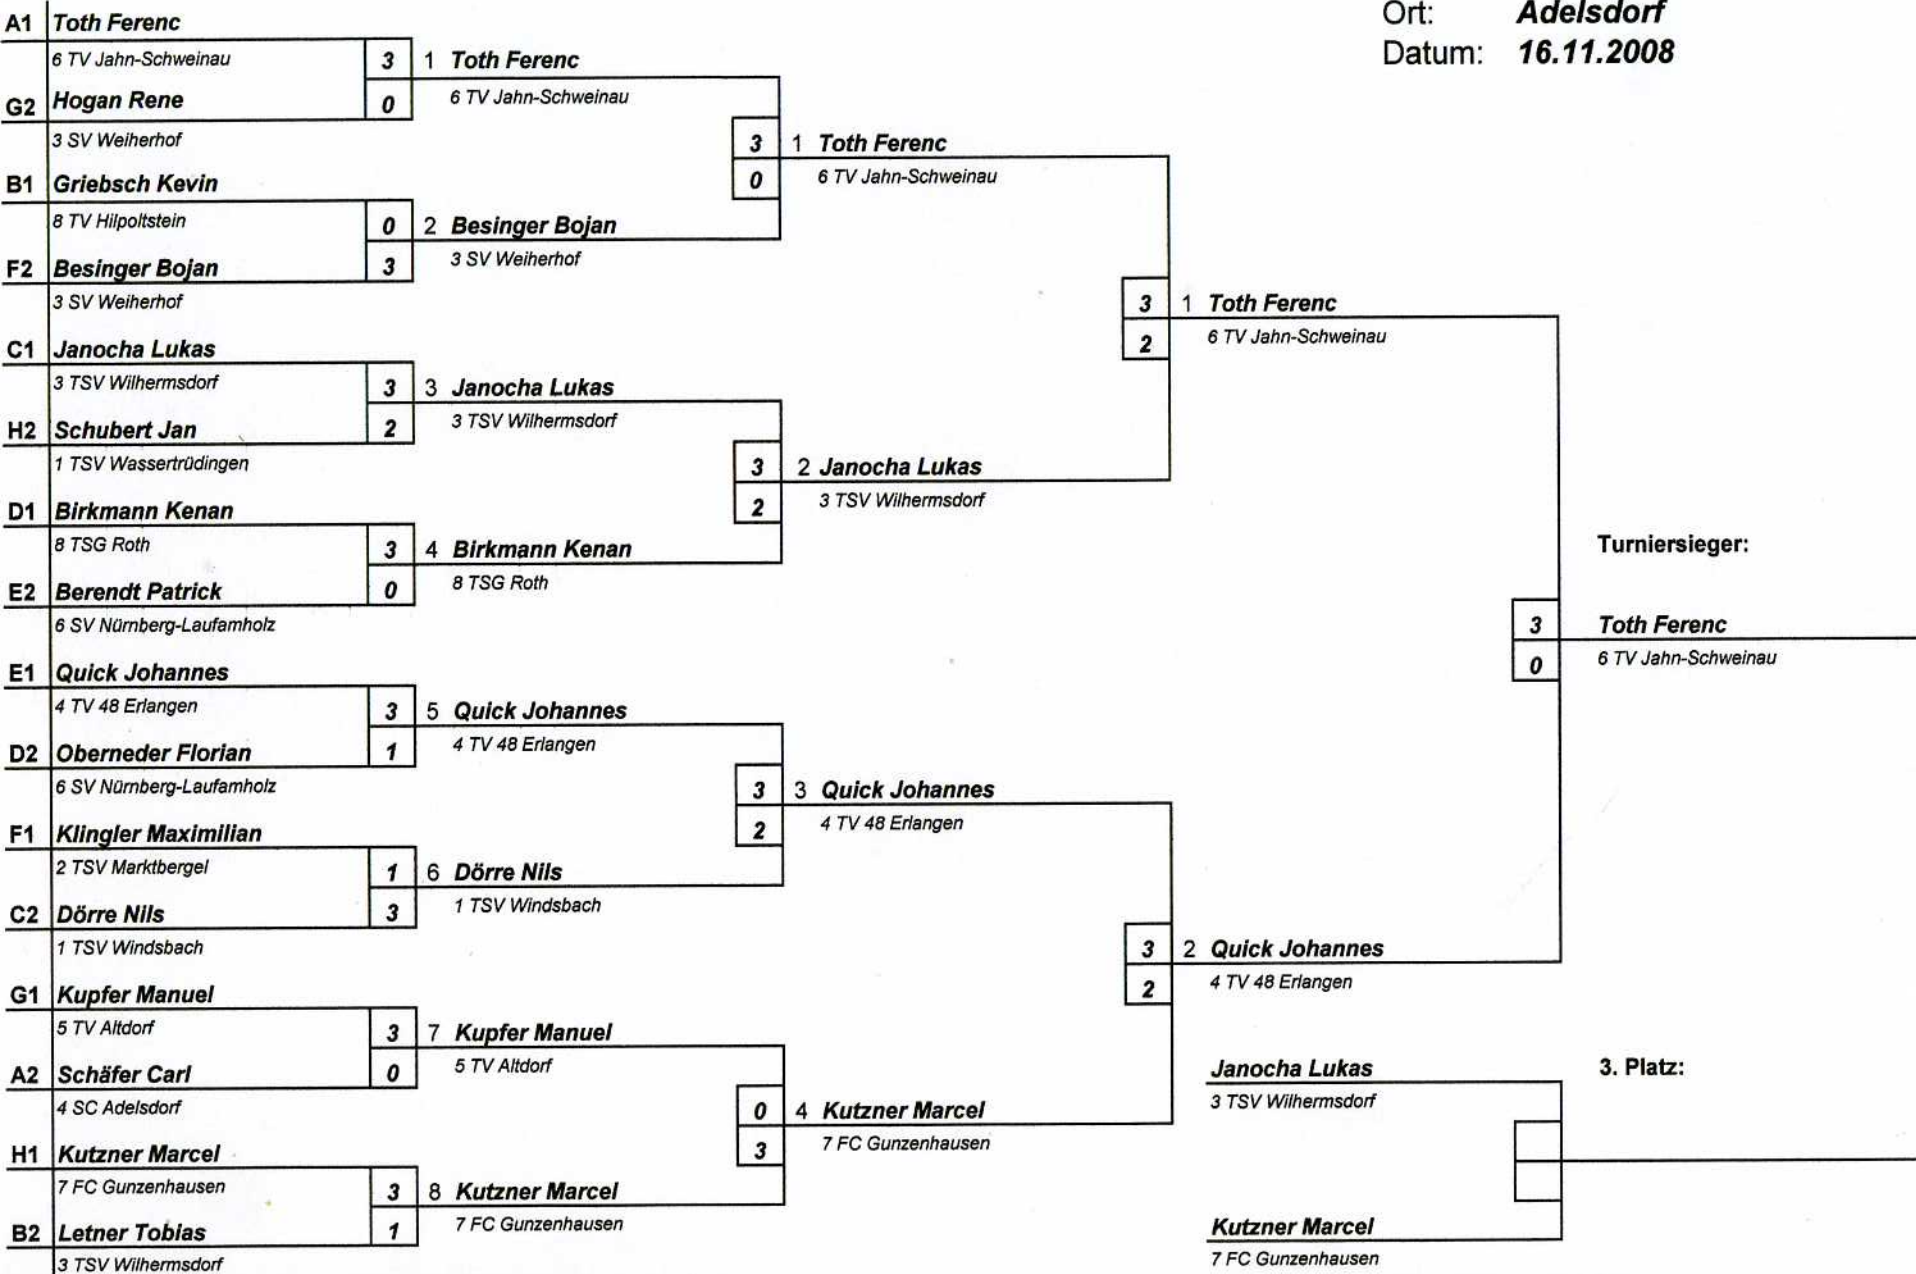 Ort: Adelsdorf
Datum: 16.11.2008
A1 Toth Ferenc
6 TV Jahn-Schweinau 3
G2 Hogan Rene 0
3 SV Weiherhof
B1 Griebsch Kevin
8 TV Hilpoltstein 0
F2 Besinger Bojan 3
3 SV Weiherhof
C1 Janocha Lukas
3 TSV Wilhermsdorf 3
H2 Schubert Jan 2
1 TSV Wassertrüdingen
D1 Birkmann Kenan
8 TSG Roth 3
E2 Berendt Patrick 0
6 SV Nürnberg-Laufamholz
E1 Quick Johannes
4 TV 48 Erlangen 3
D2 Oberneder Florian 1
6 SV Nürnberg-Laufamholz
F1 Klingler Maximilian
2 TSV Marktbergel 1
C2 Dörre Nils 3
1 TSV Windsbach
G1 Kupfer Manuel
5 TV Altdorf 3
A2 Schäfer Carl 0
4 SC Adelsdorf
H1 Kutzner Marcel
7 FC Gunzenhausen 3
B2 Letner Tobias 1
3 TSV Wilhermsdorf
1 Toth Ferenc
6 TV Jahn-Schweinau
3
0
2 Besinger Bojan
3 SV Weiherhof
3 Janocha Lukas
3 TSV Wilhermsdorf
3
2
4 Birkmann Kenan
8 TSG Roth
5 Quick Johannes
4 TV 48 Erlangen
3
2
6 Dörre Nils
1 TSV Windsbach
7 Kupfer Manuel
5 TV Altdorf
0
3
8 Kutzner Marcel
7 FC Gunzenhausen
1 Toth Ferenc
6 TV Jahn-Schweinau
3
2
2 Janocha Lukas
3 TSV Wilhermsdorf
3 Quick Johannes
4 TV 48 Erlangen
3
2
4 Kutzner Marcel
7 FC Gunzenhausen
1 Toth Ferenc
6 TV Jahn-Schweinau
3
0
2 Quick Johannes
4 TV 48 Erlangen
Turniersieger:
Toth Ferenc
6 TV Jahn-Schweinau
Janocha Lukas
3 TSV Wilhermsdorf
3. Platz:
Kutzner Marcel
7 FC Gunzenhausen